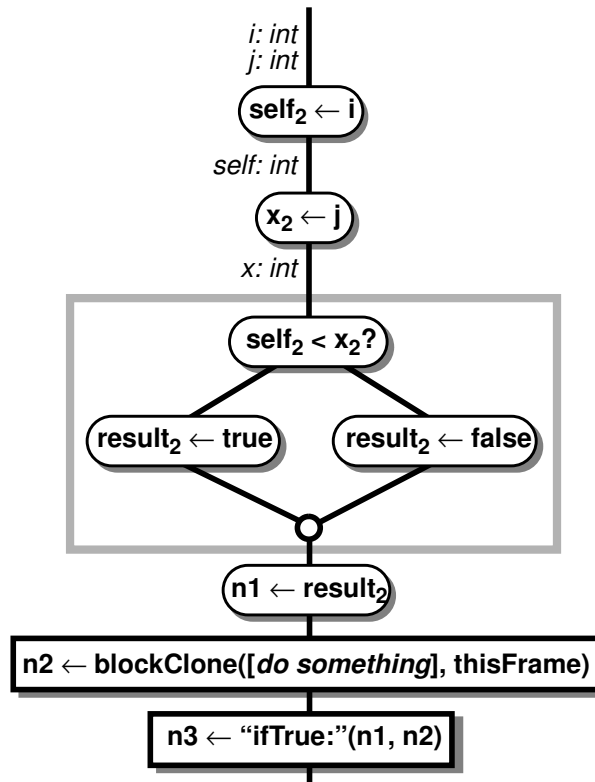 i: int
j: int
self₂ ← i
self: int
x₂ ← j
x: int
self₂ < x₂?
result₂ ← true
result₂ ← false
n1 ← result₂
n2 ← blockClone([do something], thisFrame)
n3 ← “ifTrue:”(n1, n2)